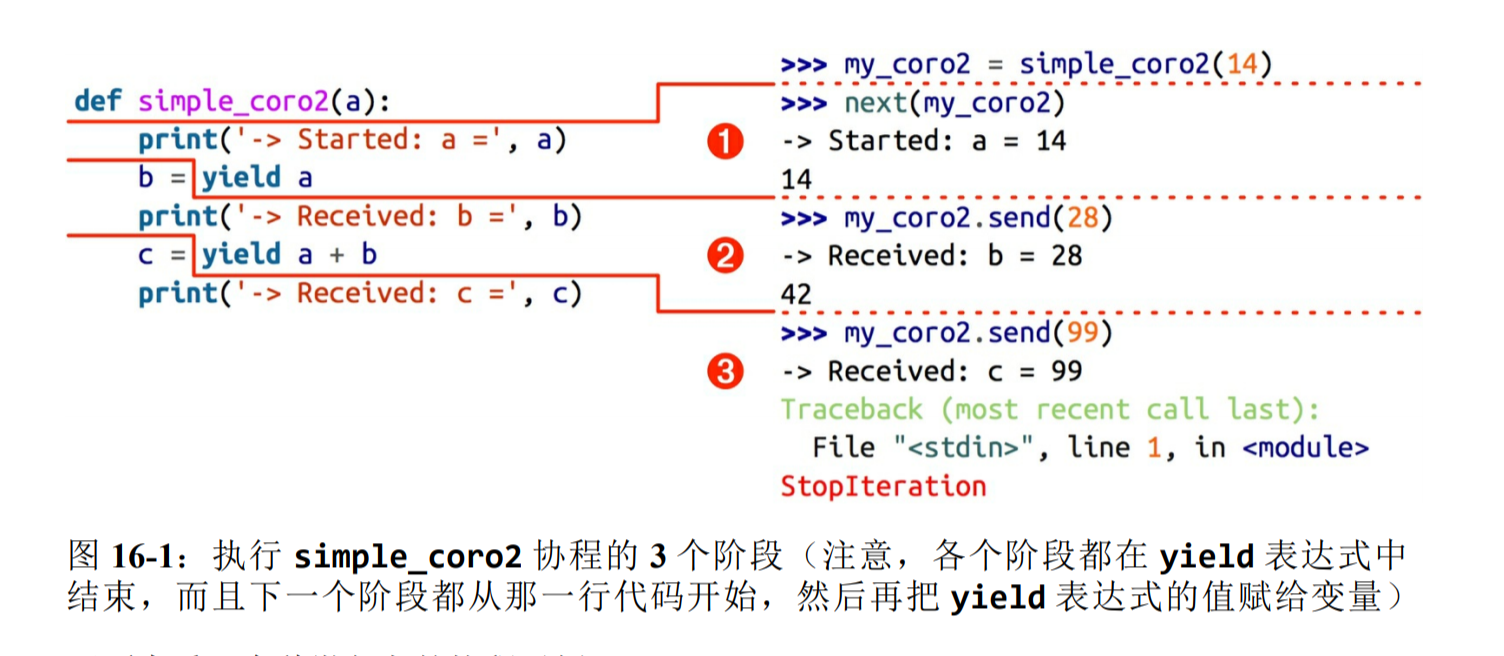 def simple_coro2(a):
    print('-> Started: a =', a)
    b = yield a
    print('-> Received: b =', b)
    c = yield a + b
    print('-> Received: c =', c)
>>> my_coro2 = simple_coro2(14)
>>> next(my_coro2)
❶
-> Started: a = 14
14
>>> my_coro2.send(28)
❷
-> Received: b = 28
42
>>> my_coro2.send(99)
❸
-> Received: c = 99
Traceback (most recent call last):
  File "<stdin>", line 1, in <module>
StopIteration
图 16-1：执行 simple_coro2 协程的 3 个阶段（注意，各个阶段都在 yield 表达式中
结束，而且下一个阶段都从那一行代码开始，然后再把 yield 表达式的值赋给变量）